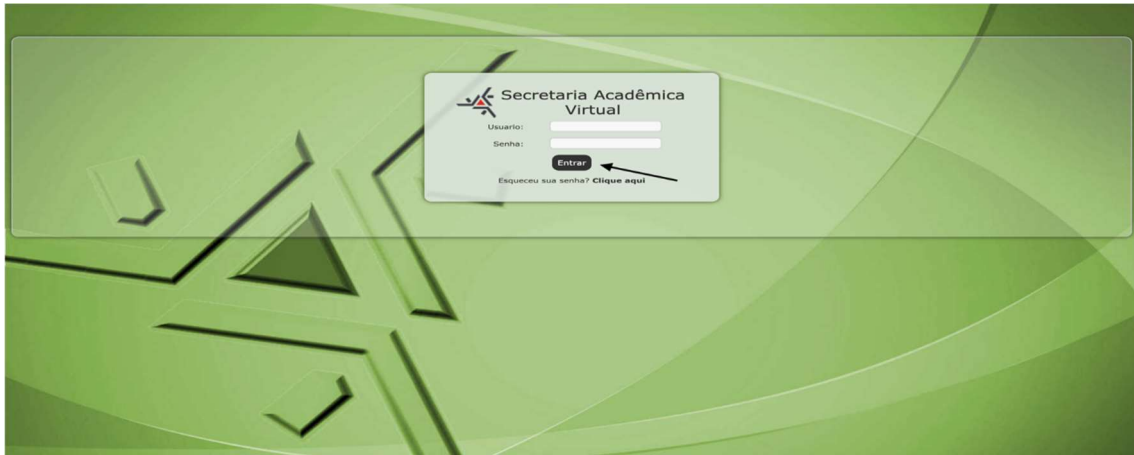 Secretaria Acadêmica
Virtual
Usuario:
Senha:
Entrar
Esqueceu sua senha? Clique aqui